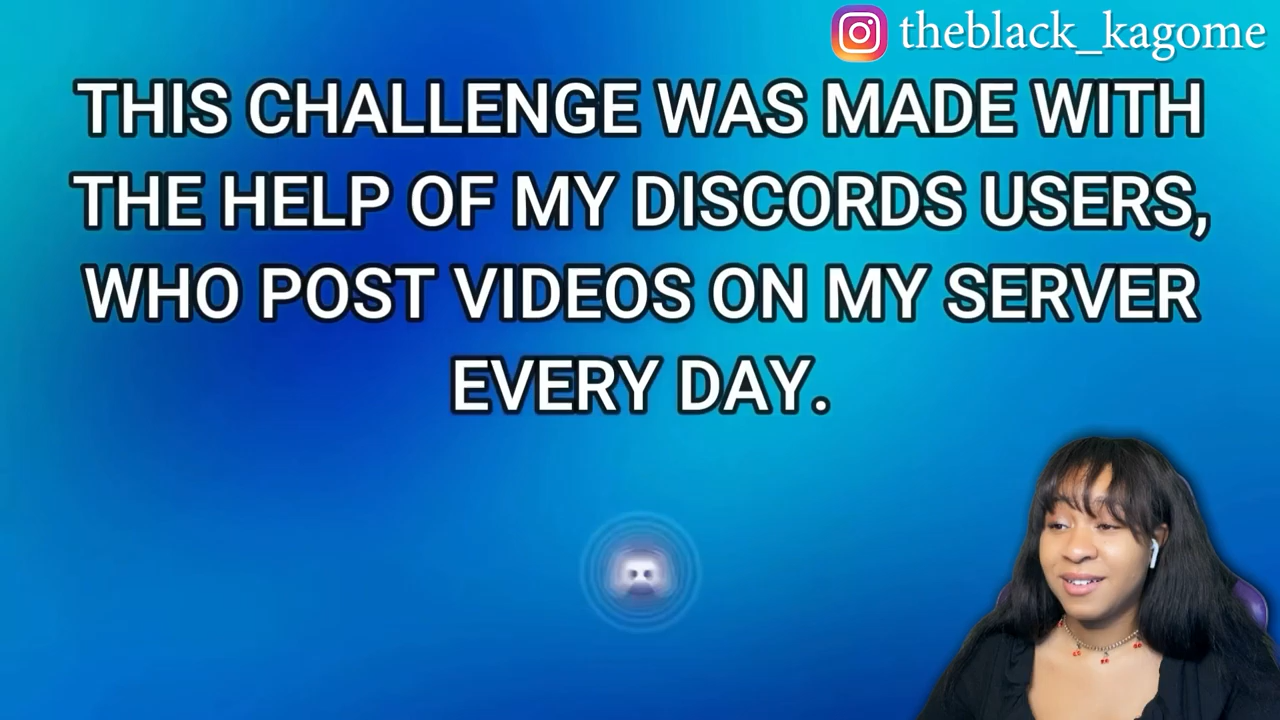 theblack_kagome
THIS CHALLENGE WAS MADE WITH
THE HELP OF MY DISCORDS USERS,
WHO POST VIDEOS ON MY SERVER
EVERY DAY.